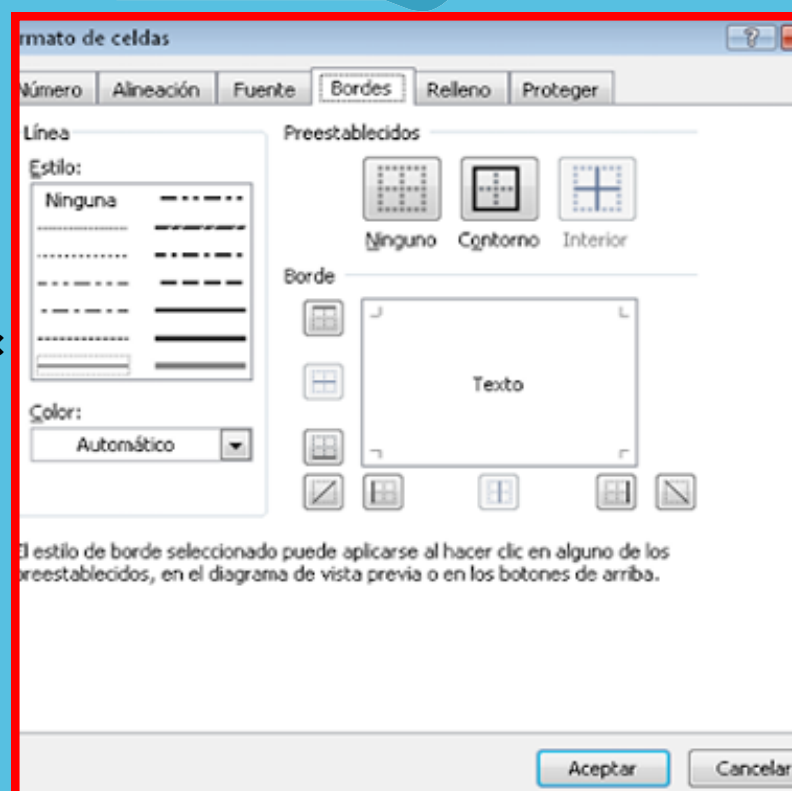 rmato de celdas
Número Alineación Fuente Bordes Relleno Proteger
Línea
Estilo:
Ninguna
Color:
Automático
Preestablecidos
Ninguno Contorno Interior
Borde
Texto
El estilo de borde seleccionado puede aplicarse al hacer clic en alguno de los
preestablecidos, en el diagrama de vista previa o en los botones de arriba.
Aceptar Cancelar